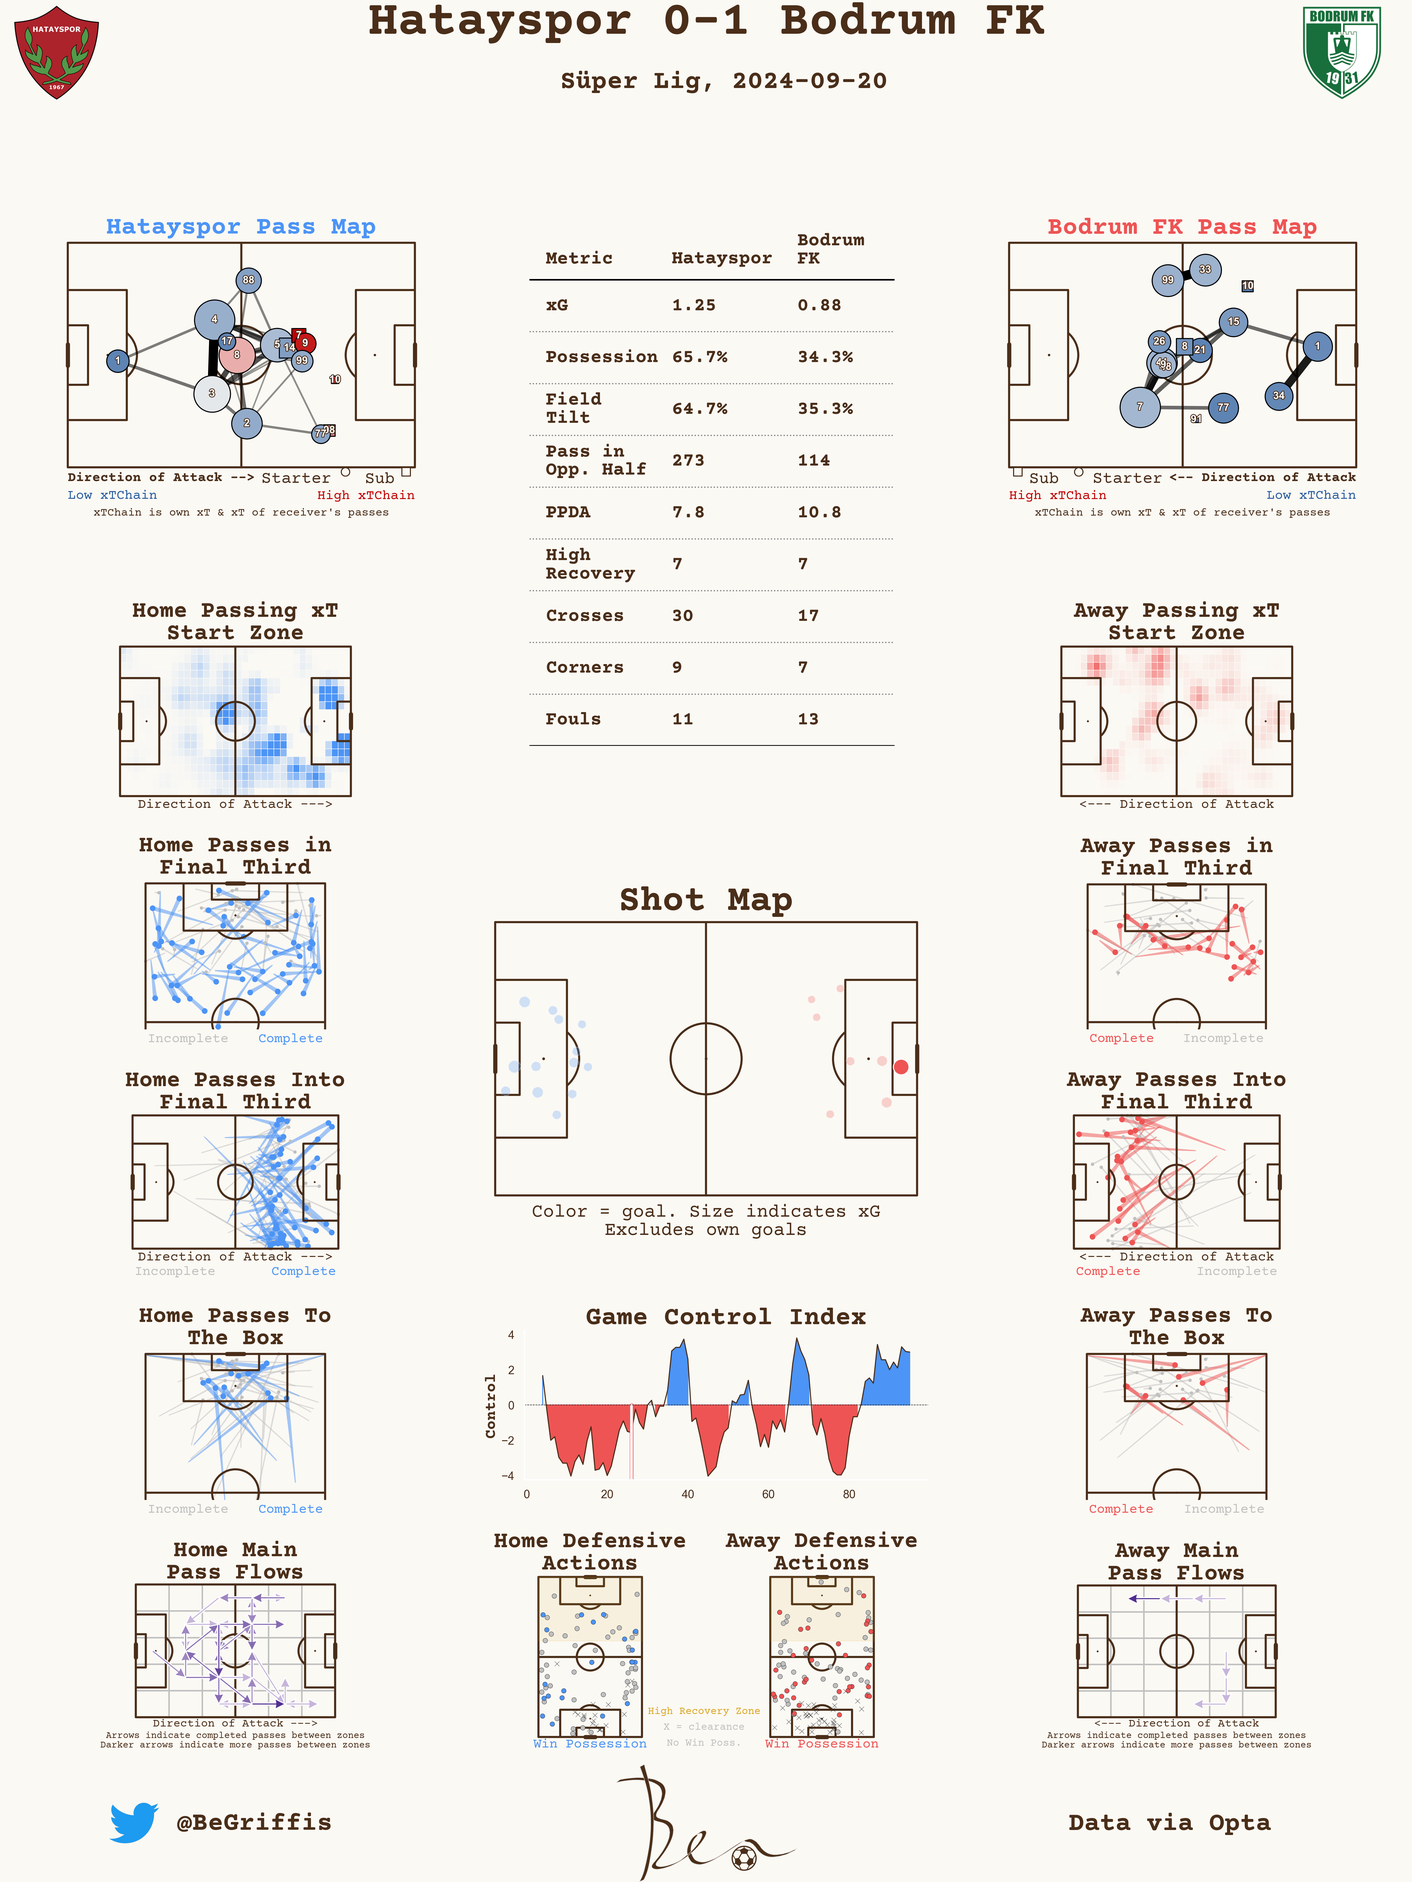 Hatayspor 0-1 Bodrum FK
Süper Lig, 2024-09-20
HATAYSPOR
1967
BODRUM FK
19 31
Hatayspor Pass Map
88
4
17
8
5
14
7
9
99
1
3
10
2
77
98
Direction of Attack --> Starter Sub
Low xTChain High xTChain
xTChain is own xT & xT of receiver's passes
Metric Hatayspor Bodrum FK
xG 1.25 0.88
Possession 65.7% 34.3%
Field Tilt 64.7% 35.3%
Pass in Opp. Half 273 114
PPDA 7.8 10.8
High Recovery 7 7
Crosses 30 17
Corners 9 7
Fouls 11 13
Bodrum FK Pass Map
99
33
10
15
26
8
21
1
7
34
77
91
Sub Starter <-- Direction of Attack
High xTChain Low xTChain
xTChain is own xT & xT of receiver's passes
Home Passing xT
Start Zone
Direction of Attack --->
Away Passing xT
Start Zone
<--- Direction of Attack
Home Passes in
Final Third
Incomplete Complete
Away Passes in
Final Third
Complete Incomplete
Shot Map
Color = goal. Size indicates xG
Excludes own goals
Home Passes Into
Final Third
Direction of Attack --->
Incomplete Complete
Away Passes Into
Final Third
<--- Direction of Attack
Complete Incomplete
Home Passes To
The Box
Incomplete Complete
Game Control Index
Control
4
2
0
−2
−4
0 20 40 60 80
Away Passes To
The Box
Complete Incomplete
Home Main
Pass Flows
Direction of Attack --->
Arrows indicate completed passes between zones
Darker arrows indicate more passes between zones
Home Defensive
Actions
Win Possession
High Recovery Zone
X = clearance
No Win Poss.
Away Defensive
Actions
Win Possession
Away Main
Pass Flows
<--- Direction of Attack
Arrows indicate completed passes between zones
Darker arrows indicate more passes between zones
@BeGriffis
Ben
Data via Opta